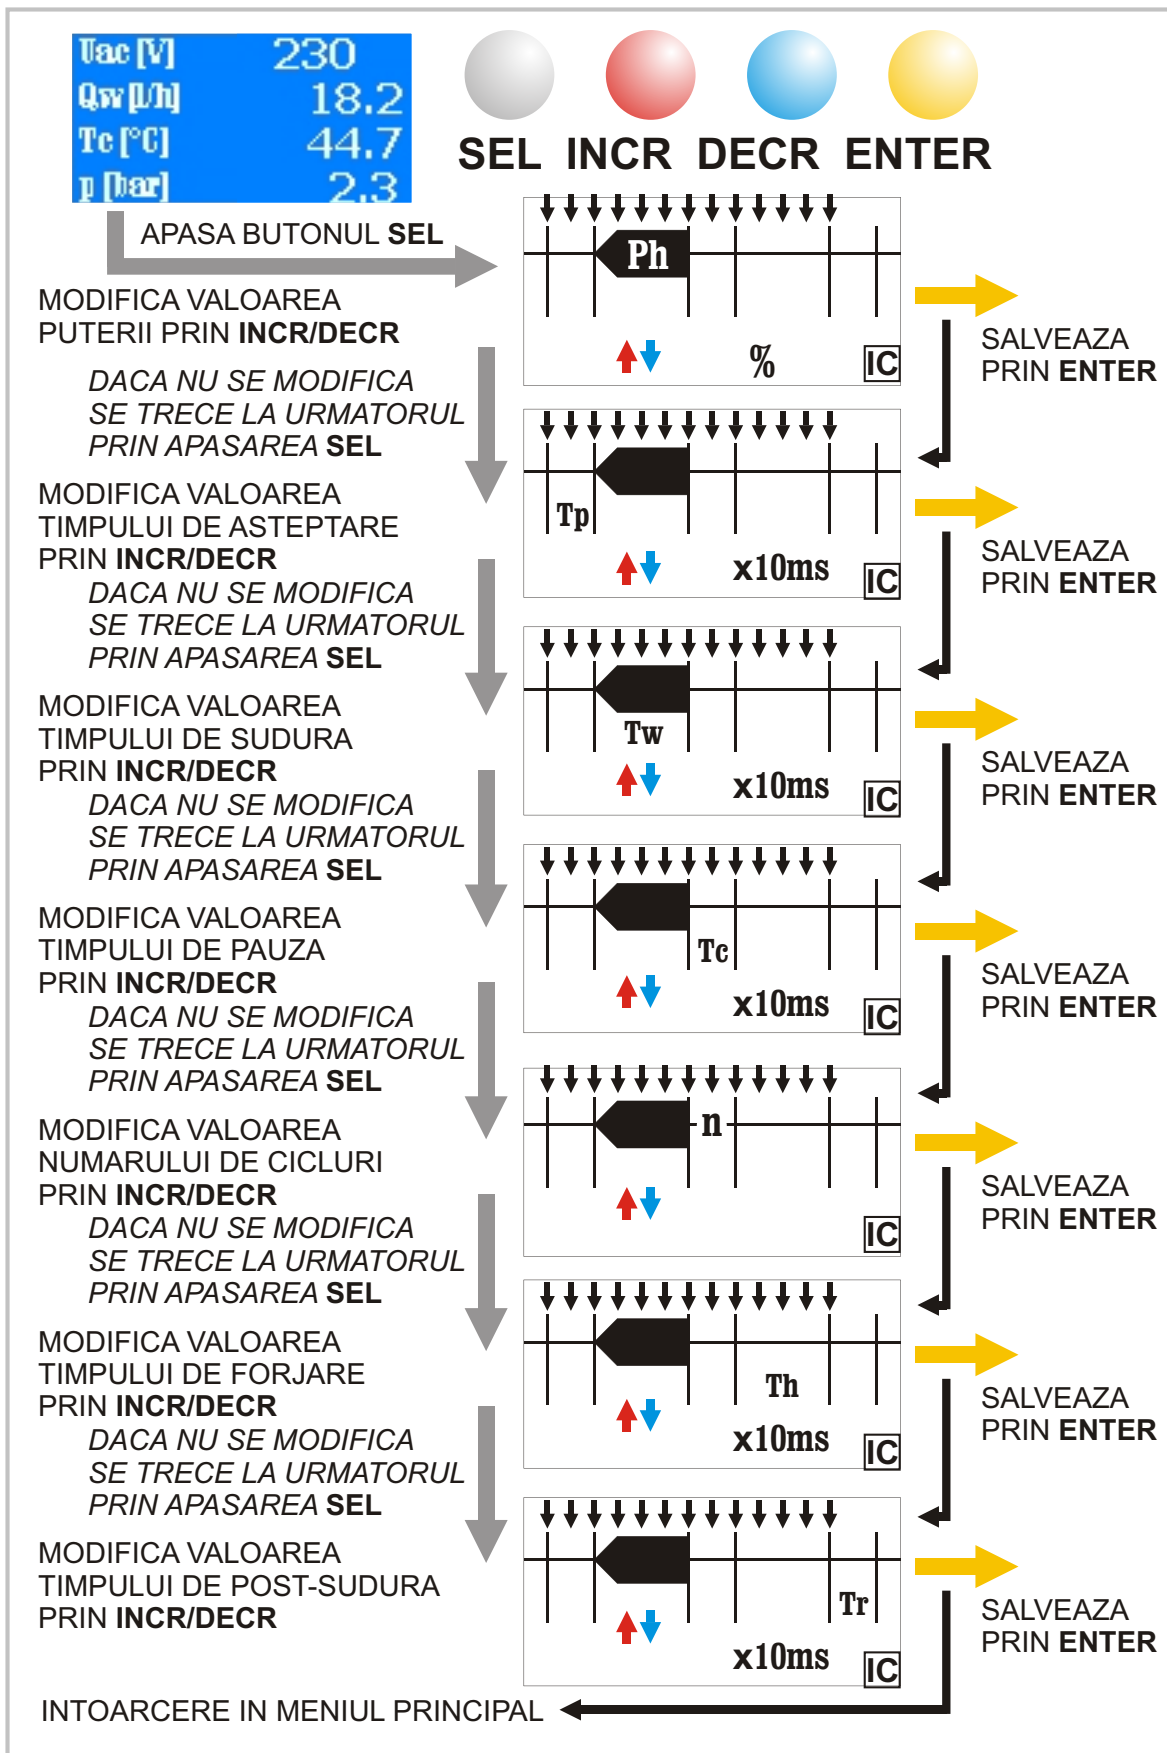 Uac [V] 230
Qw [l/h] 18.2
Tc [°C] 44.7
p [bar] 2.3
SEL INCR DECR ENTER
APASA BUTONUL SEL
Ph
% IC
MODIFICA VALOAREA
PUTERII PRIN INCR/DECR
SALVEAZA
PRIN ENTER
DACA NU SE MODIFICA
SE TRECE LA URMATORUL
PRIN APASAREA SEL
Tp
x10ms IC
MODIFICA VALOAREA
TIMPULUI DE ASTEPTARE
PRIN INCR/DECR
SALVEAZA
PRIN ENTER
DACA NU SE MODIFICA
SE TRECE LA URMATORUL
PRIN APASAREA SEL
Tw
x10ms IC
MODIFICA VALOAREA
TIMPULUI DE SUDURA
PRIN INCR/DECR
SALVEAZA
PRIN ENTER
DACA NU SE MODIFICA
SE TRECE LA URMATORUL
PRIN APASAREA SEL
Tc
x10ms IC
MODIFICA VALOAREA
TIMPULUI DE PAUZA
PRIN INCR/DECR
SALVEAZA
PRIN ENTER
DACA NU SE MODIFICA
SE TRECE LA URMATORUL
PRIN APASAREA SEL
n
IC
MODIFICA VALOAREA
NUMARULUI DE CICLURI
PRIN INCR/DECR
SALVEAZA
PRIN ENTER
DACA NU SE MODIFICA
SE TRECE LA URMATORUL
PRIN APASAREA SEL
Th
x10ms IC
MODIFICA VALOAREA
TIMPULUI DE FORJARE
PRIN INCR/DECR
SALVEAZA
PRIN ENTER
DACA NU SE MODIFICA
SE TRECE LA URMATORUL
PRIN APASAREA SEL
Tr
x10ms IC
MODIFICA VALOAREA
TIMPULUI DE POST-SUDURA
PRIN INCR/DECR
SALVEAZA
PRIN ENTER
INTOARCERE IN MENIUL PRINCIPAL